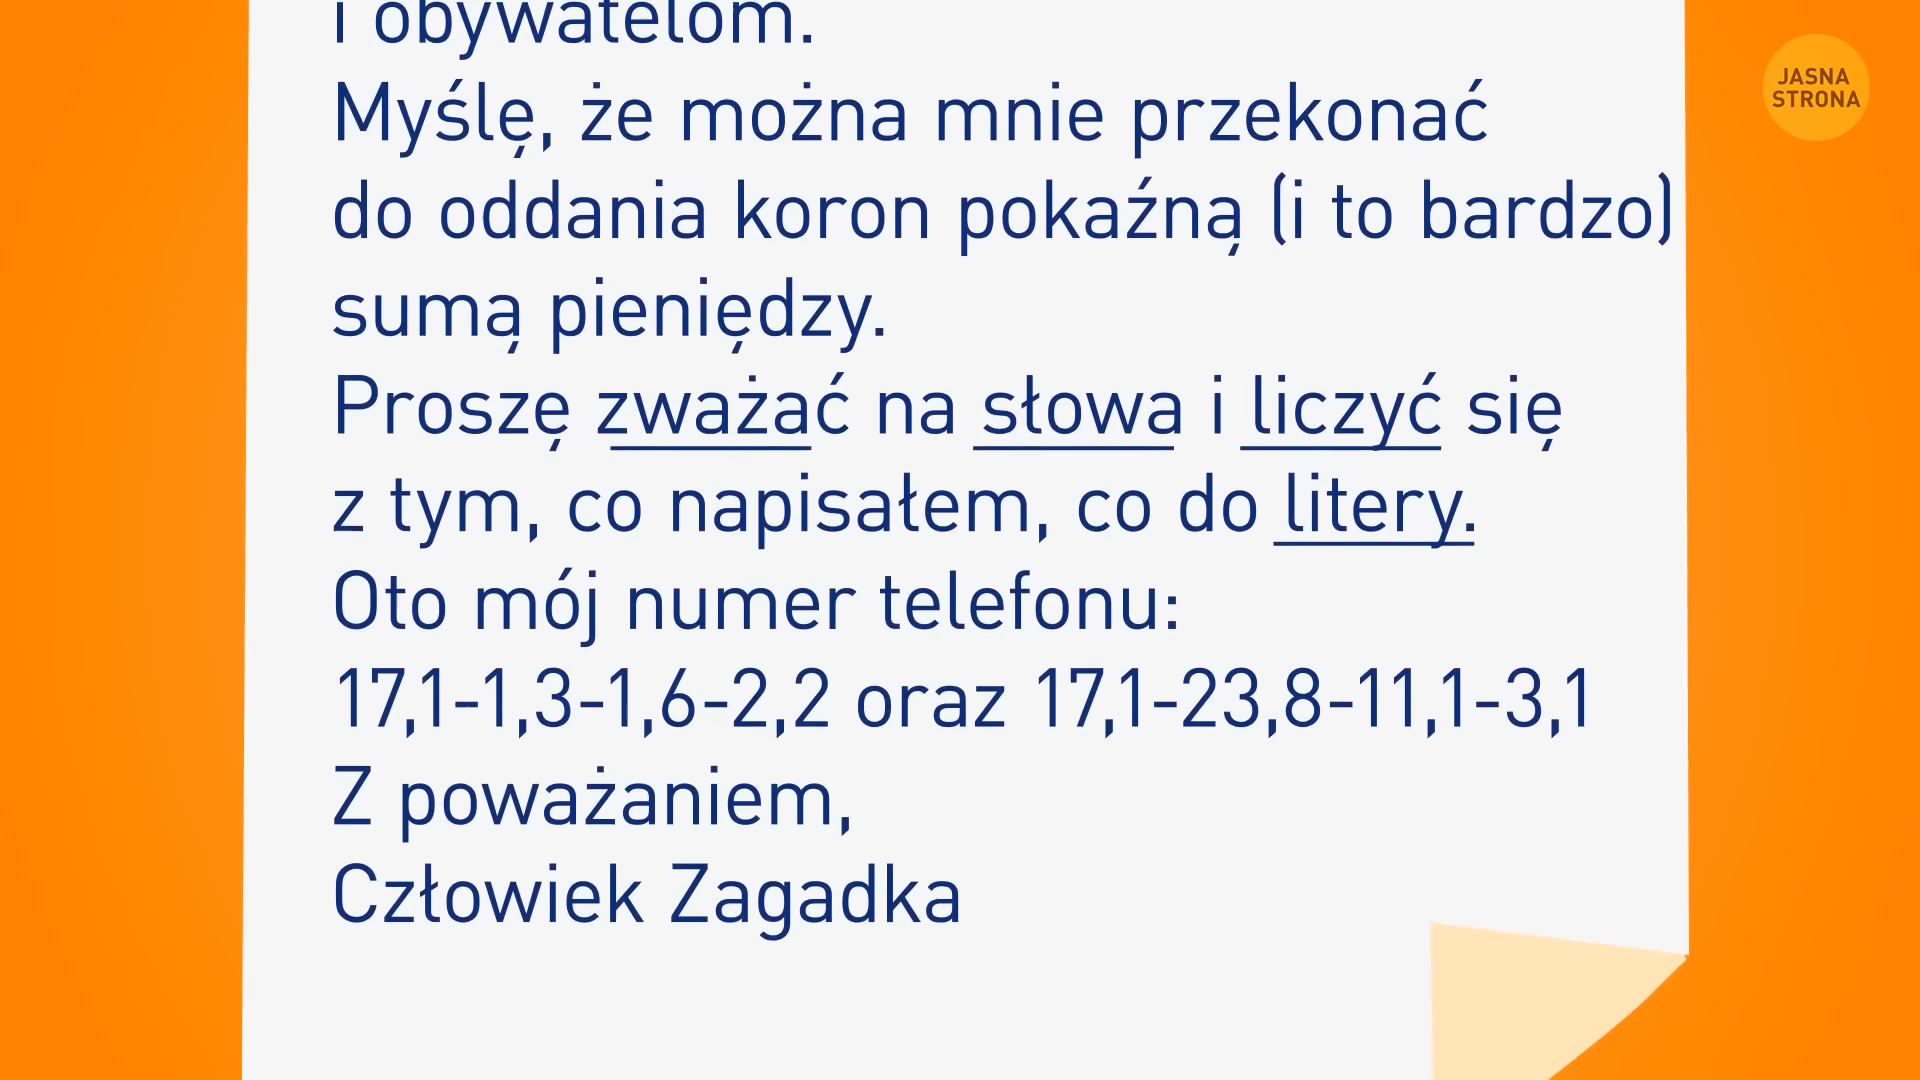 i obywatelom.
Myślę, że można mnie przekonać
do oddania koron pokaźną (i to bardzo)
sumą pieniędzy.
Proszę zważać na słowa i liczyć się
z tym, co napisałem, co do litery.
Oto mój numer telefonu:
17,1-1,3-1,6-2,2 oraz 17,1-23,8-11,1-3,1
Z poważaniem,
Człowiek Zagadka
JASNA
STRONA